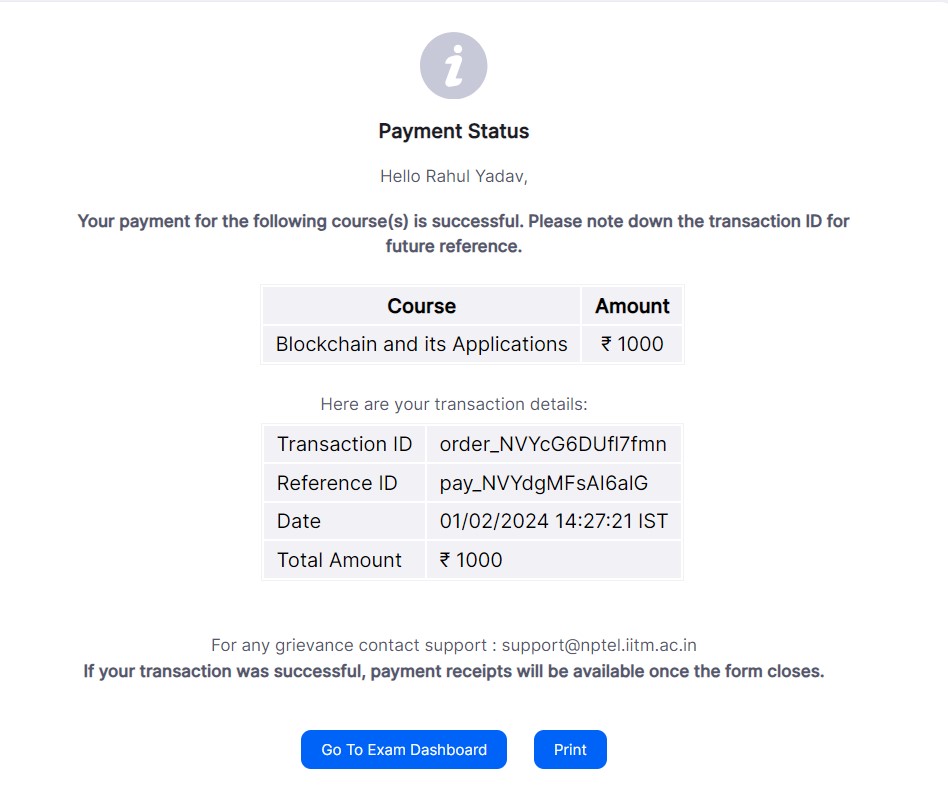 Payment Status
Hello Rahul Yadav,
Your payment for the following course(s) is successful. Please note down the transaction ID for
future reference.
Course Amount
Blockchain and its Applications ₹ 1000
Here are your transaction details:
Transaction ID order_NVYcG6DUfl7fmn
Reference ID pay_NVYdgMFsAI6alG
Date 01/02/2024 14:27:21 IST
Total Amount ₹ 1000
For any grievance contact support : support@nptel.iitm.ac.in
If your transaction was successful, payment receipts will be available once the form closes.
Go To Exam Dashboard Print